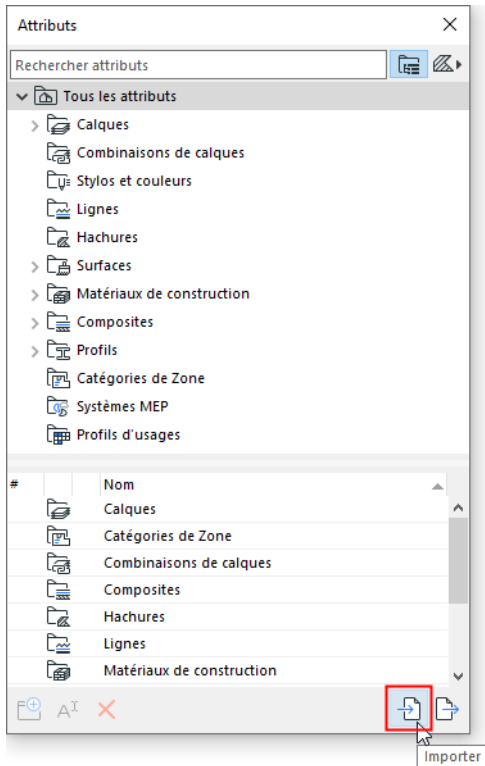 Attributs
Rechercher attributs
Tous les attributs
Calques
Combinaisons de calques
Stylos et couleurs
Lignes
Hachures
Surfaces
Matériaux de construction
Composites
Profils
Catégories de Zone
Systèmes MEP
Profils d'usages
# Nom
Calques
Catégories de Zone
Combinaisons de calques
Composites
Hachures
Lignes
Matériaux de construction
Importer